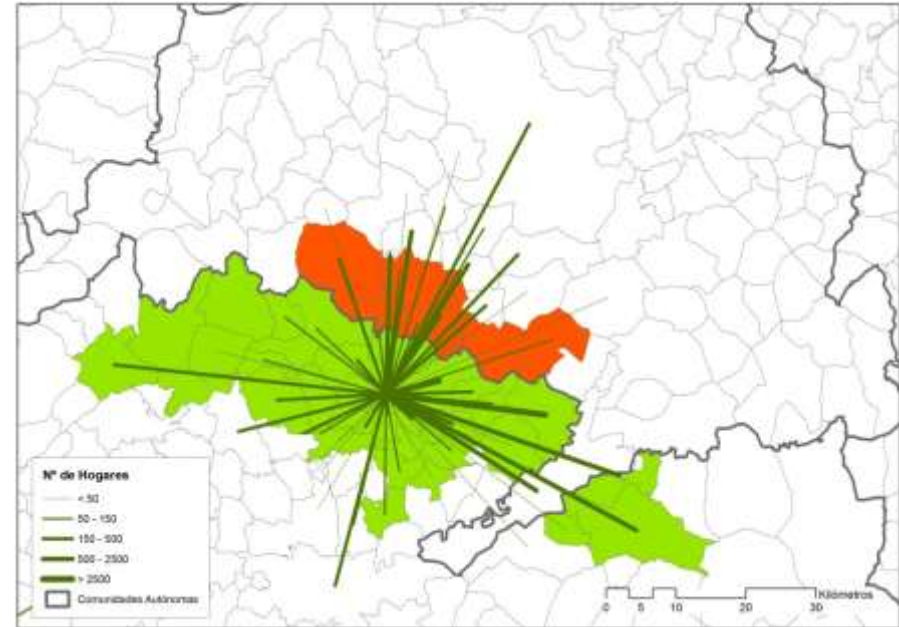 Nº de Hogares
< 50
50 - 150
150 - 500
500 - 2500
> 2500
Comunidades Autónomas
Kilómetros
0 5 10 20 30